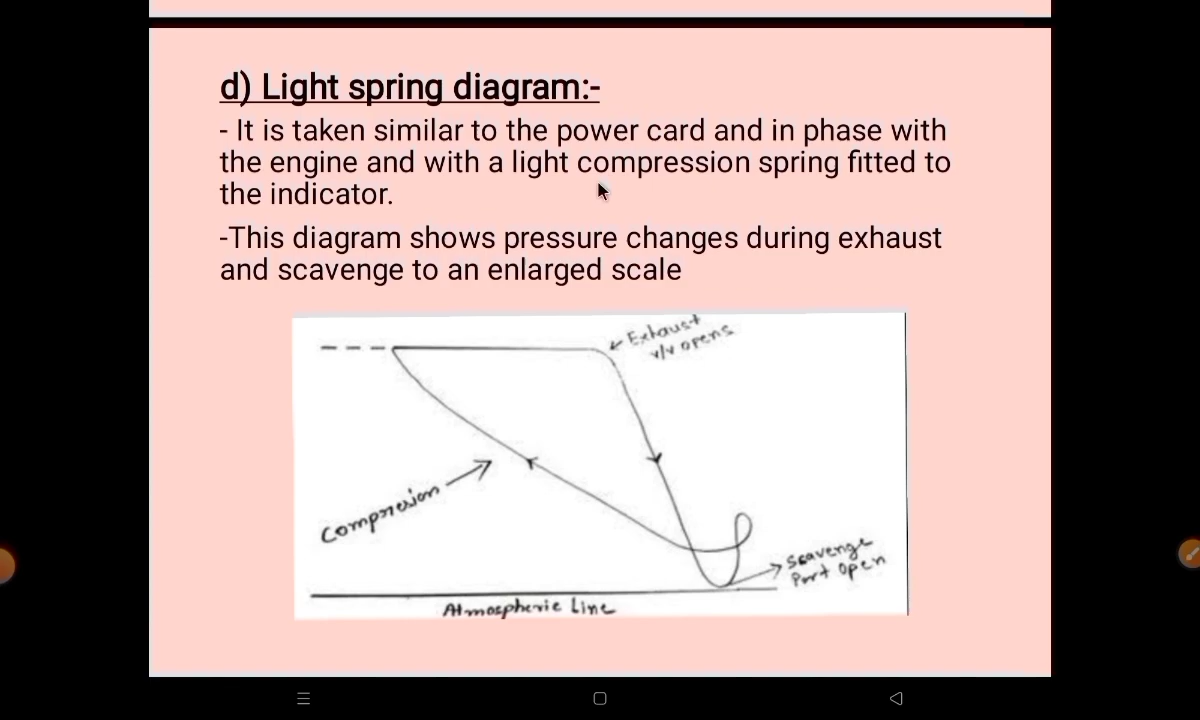 d) Light spring diagram:-
- It is taken similar to the power card and in phase with
the engine and with a light compression spring fitted to
the indicator.
-This diagram shows pressure changes during exhaust
and scavenge to an enlarged scale
Exhaust
v/v opens
Compresion
Scavenge
Port open
Atmospheric Line